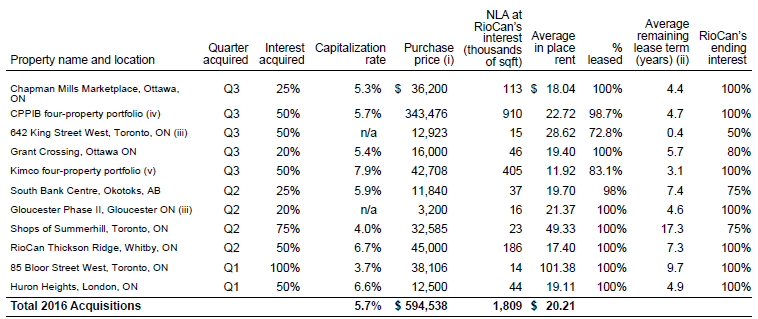 Property name and location Quarter acquired Interest acquired Capitalization rate Purchase price (i) NLA at RioCan's interest (thousands of sqft) Average in place rent % leased Average remaining lease term (years) (ii) RioCan's ending interest
Chapman Mills Marketplace, Ottawa, ON Q3 25% 5.3% $ 36,200 113 $ 18.04 100% 4.4 100%
CPPIB four-property portfolio (iv) Q3 50% 5.7% 343,476 910 22.72 98.7% 4.7 100%
642 King Street West, Toronto, ON (iii) Q3 50% n/a 12,923 15 28.62 72.8% 0.4 50%
Grant Crossing, Ottawa ON Q3 20% 5.4% 16,000 46 19.40 100% 5.7 80%
Kimco four-property portfolio (v) Q3 50% 7.9% 42,708 405 11.92 83.1% 3.1 100%
South Bank Centre, Okotoks, AB Q2 25% 5.9% 11,840 37 19.70 98% 7.4 75%
Gloucester Phase II, Gloucester ON (iii) Q2 20% n/a 3,200 16 21.37 100% 4.6 100%
Shops of Summerhill, Toronto, ON Q2 75% 4.0% 32,585 23 49.33 100% 17.3 75%
RioCan Thickson Ridge, Whitby, ON Q2 50% 6.7% 45,000 186 17.40 100% 7.3 100%
85 Bloor Street West, Toronto, ON Q1 100% 3.7% 38,106 14 101.38 100% 9.7 100%
Huron Heights, London, ON Q1 50% 6.6% 12,500 44 19.11 100% 4.9 100%
Total 2016 Acquisitions 5.7% $ 594,538 1,809 $ 20.21